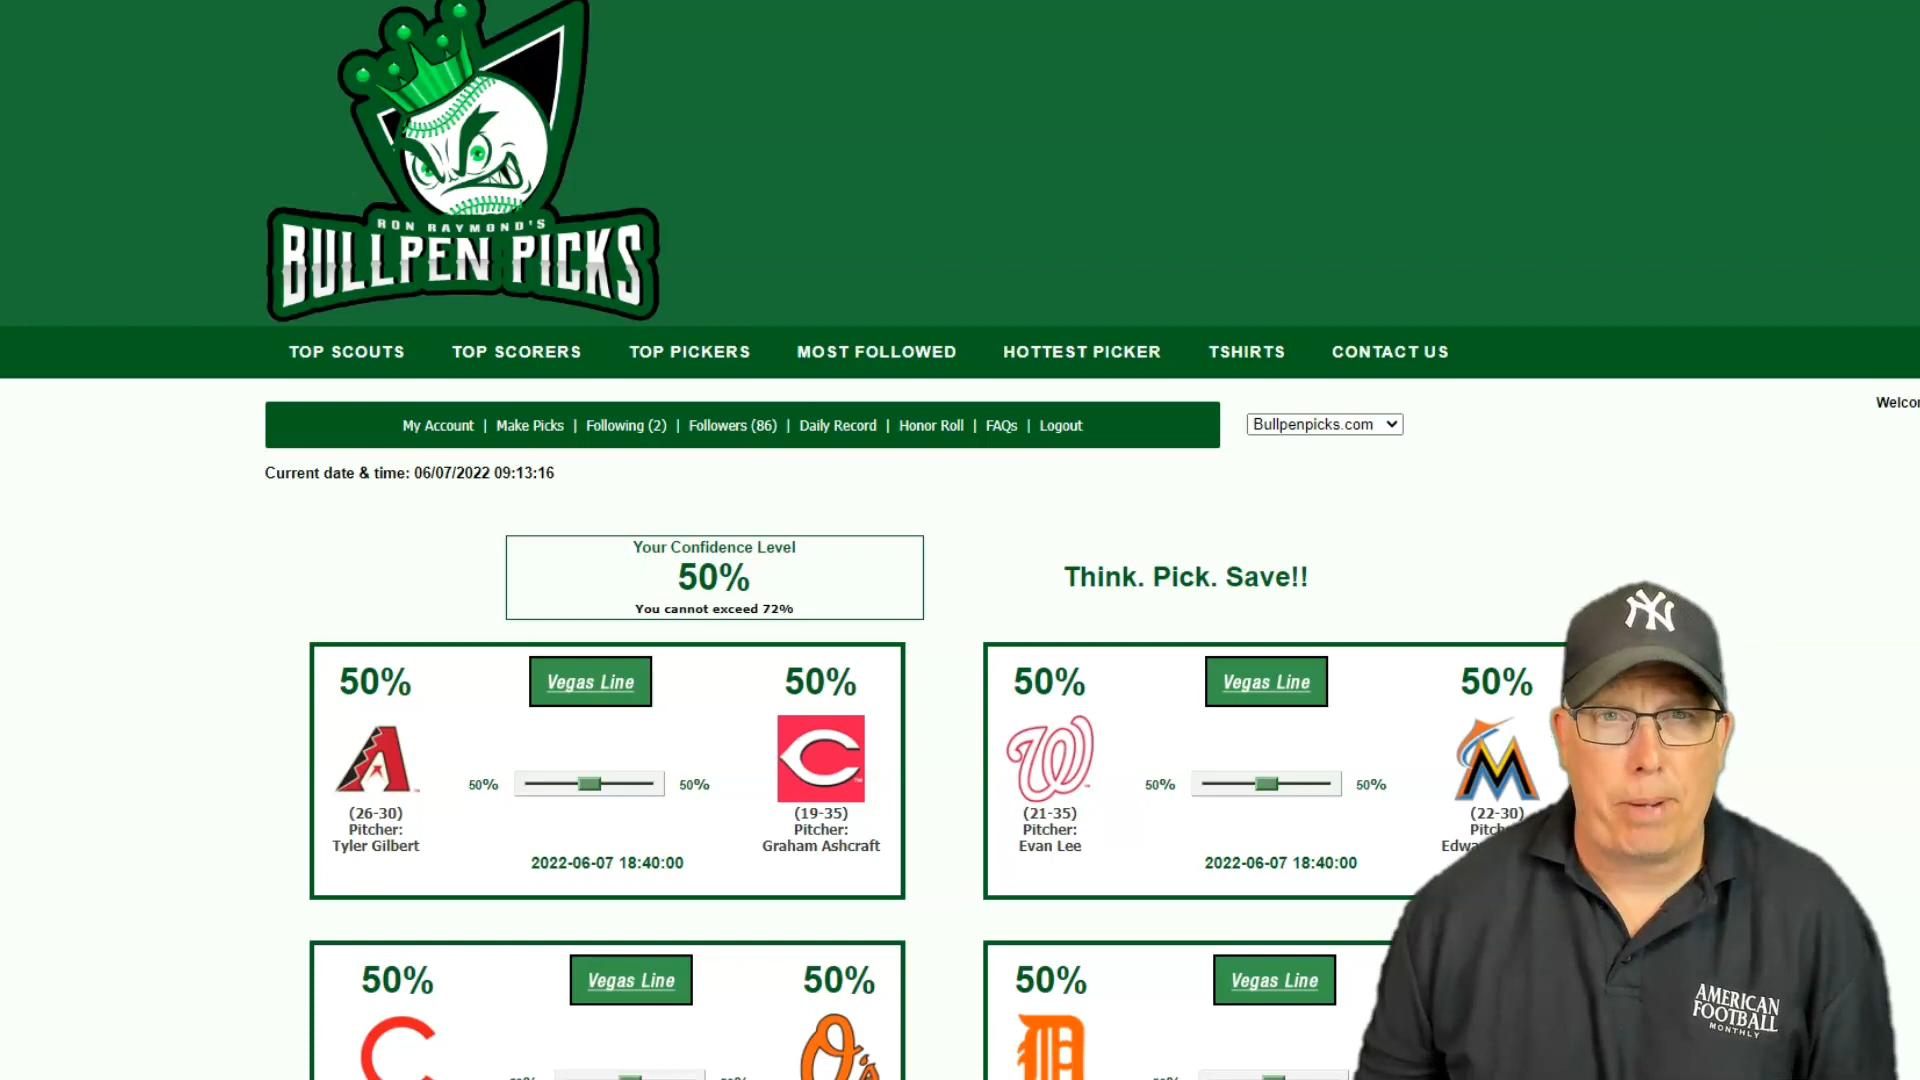 RON RAYMOND'S
BULLPEN PICKS
TOP SCOUTS TOP SCORERS TOP PICKERS MOST FOLLOWED HOTTEST PICKER TSHIRTS CONTACT US
Welco
My Account | Make Picks | Following (2) | Followers (86) | Daily Record | Honor Roll | FAQs | Logout Bullpenpicks.com
Current date & time: 06/07/2022 09:13:16
Your Confidence Level
50%
You cannot exceed 72%
Think. Pick. Save!!
50% Vegas Line 50%
50% 50%
(26-30) (19-35)
Pitcher: Pitcher:
Tyler Gilbert Graham Ashcraft
2022-06-07 18:40:00
50% Vegas Line 50%
50% 50%
(21-35) (22-30)
Pitcher: Pitch
Evan Lee Edwa
2022-06-07 18:40:00
50% Vegas Line 50%
O's
50% Vegas Line
NY
AMERICAN
FOOTBALL
MONTHLY